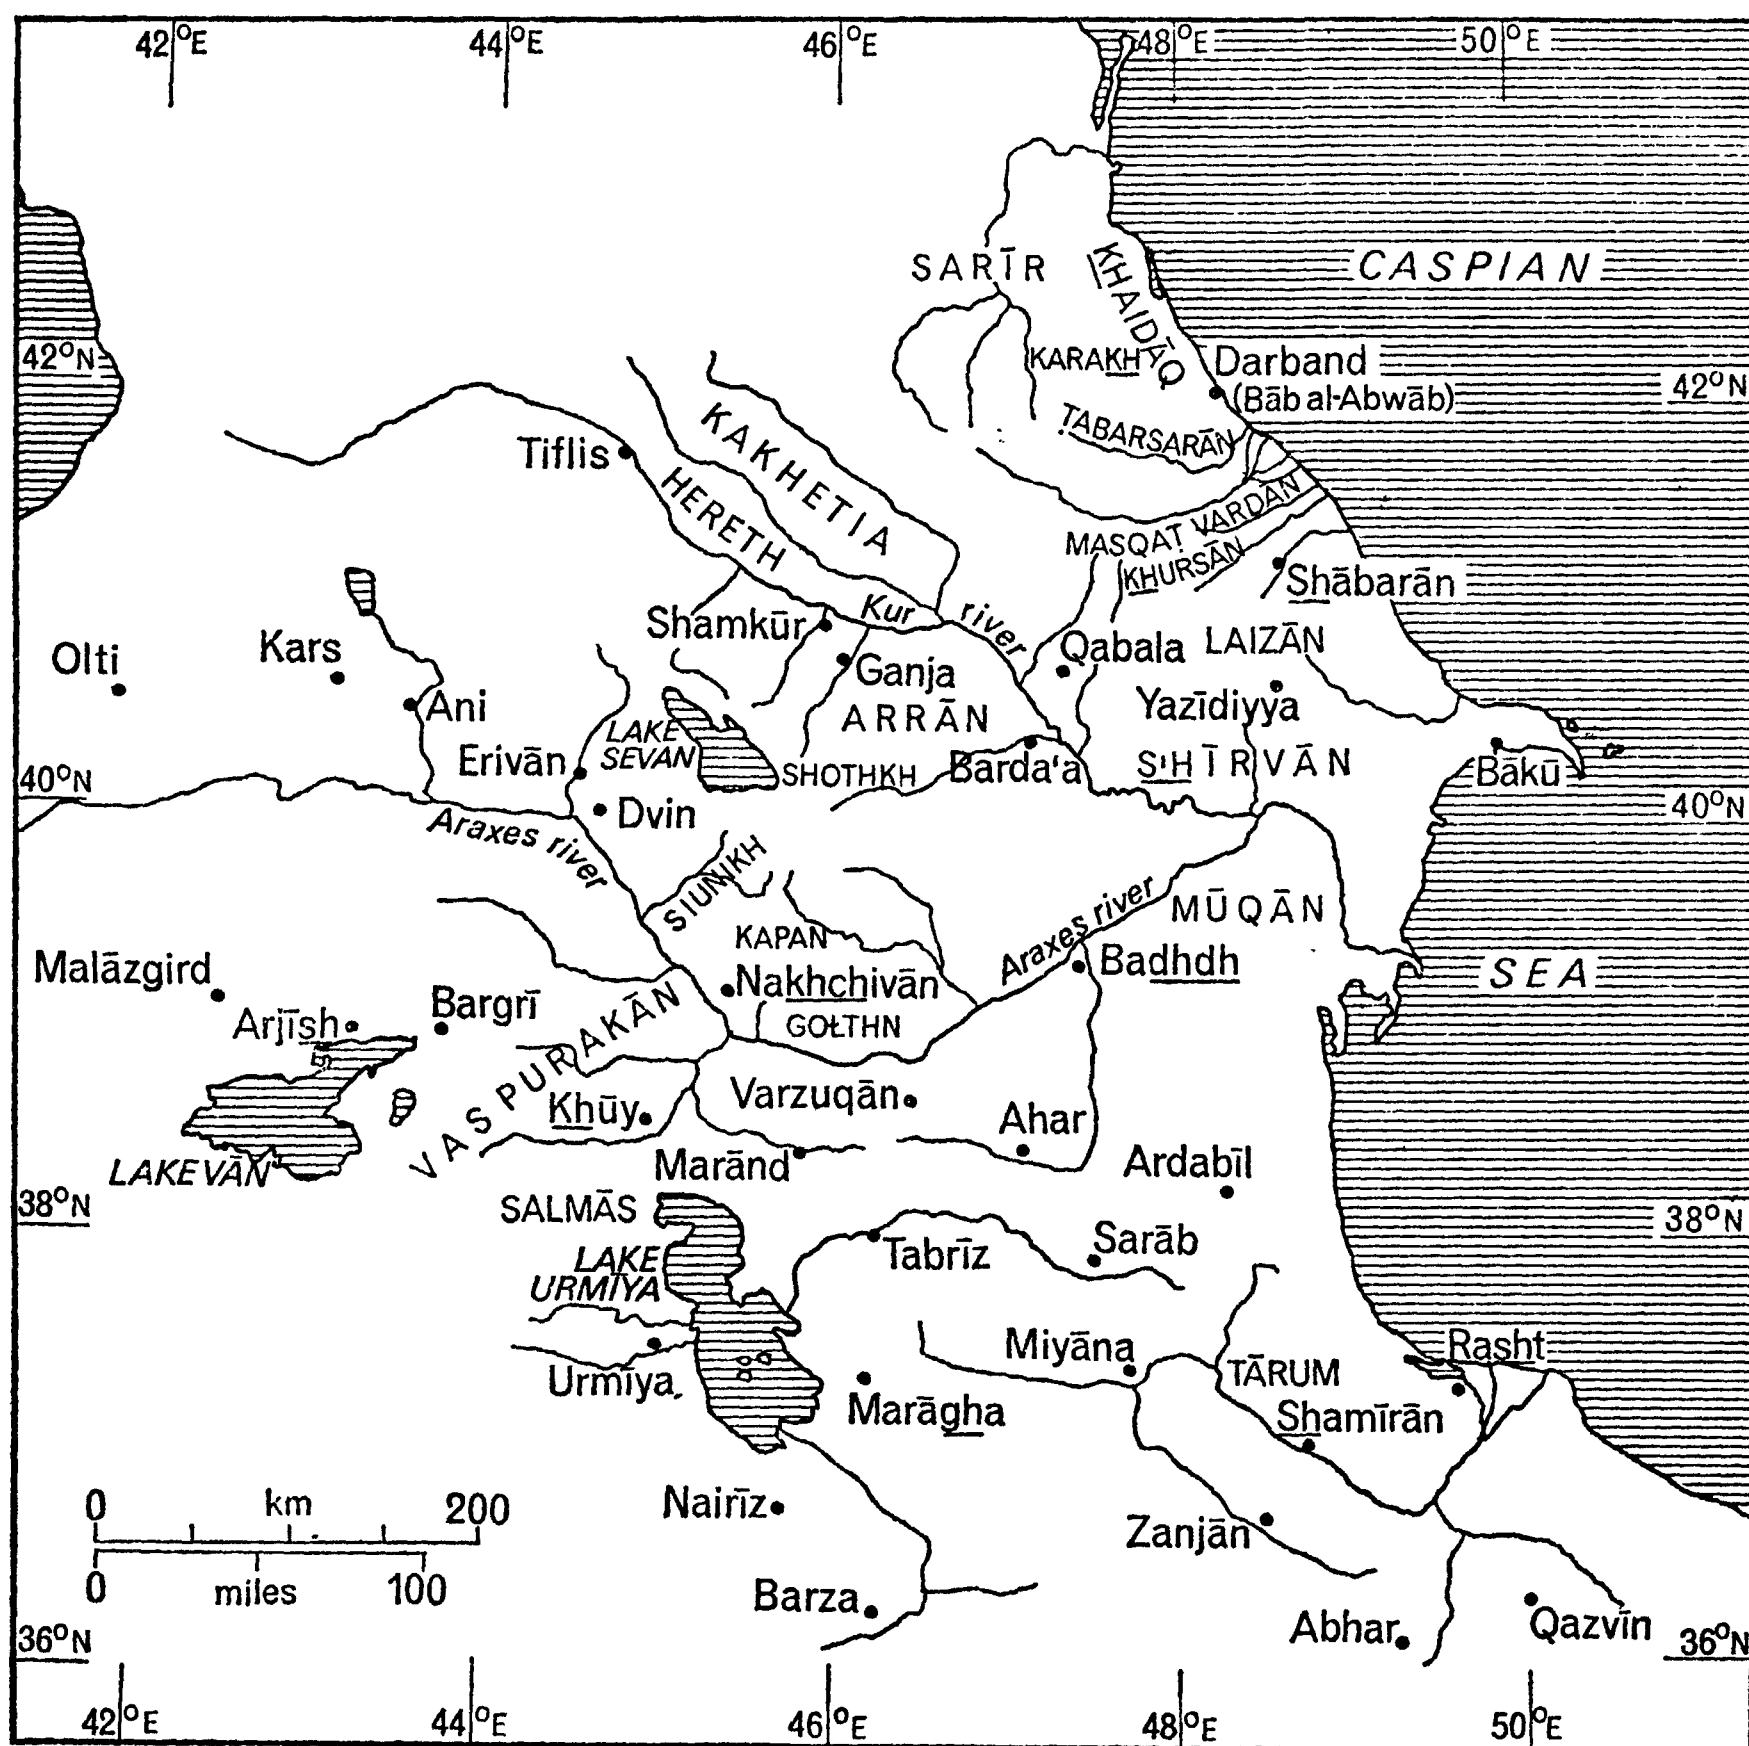 42°E
44°E
46°E
48°E
50°E
SARĪR
KHAIDĀQ
CASPIAN
42°N
KARAKH
Darband
(Bāb al-Abwāb)
42°N
ṬABARSARĀN
KAKHETIA
Tiflis
HERETH
MASQAṬ VARDĀN
KHURSĀN
Shābarān
Kur river
Shamkūr
Olti
Kars
Qabala
LAIZĀN
Ganja
Ani
ARRĀN
Yazīdiyya
LAKE
SEVAN
Erivān
SHOTHKH
Barda'a
SHĪRVĀN
Bākū
40°N
40°N
Dvin
Araxes river
SIUNIKH
Araxes river
MŪQĀN
KAPAN
Malāzgird
Nakhchivān
Badhdh
SEA
Arjīsh
Bargrī
GOŁTHN
VASPURAKĀN
Khūy
Varzuqān
Ahar
LAKE VĀN
Marānd
Ardabīl
38°N
SALMĀS
38°N
LAKE
URMĪYA
Tabrīz
Sarāb
Urmīya
Miyāna
Rasht
TĀRUM
Marāgha
Shamīrān
0 km 200
Nairīz
Zanjān
0 miles 100
Barza
Abhar
Qazvīn
36°N
36°N
42°E
44°E
46°E
48°E
50°E